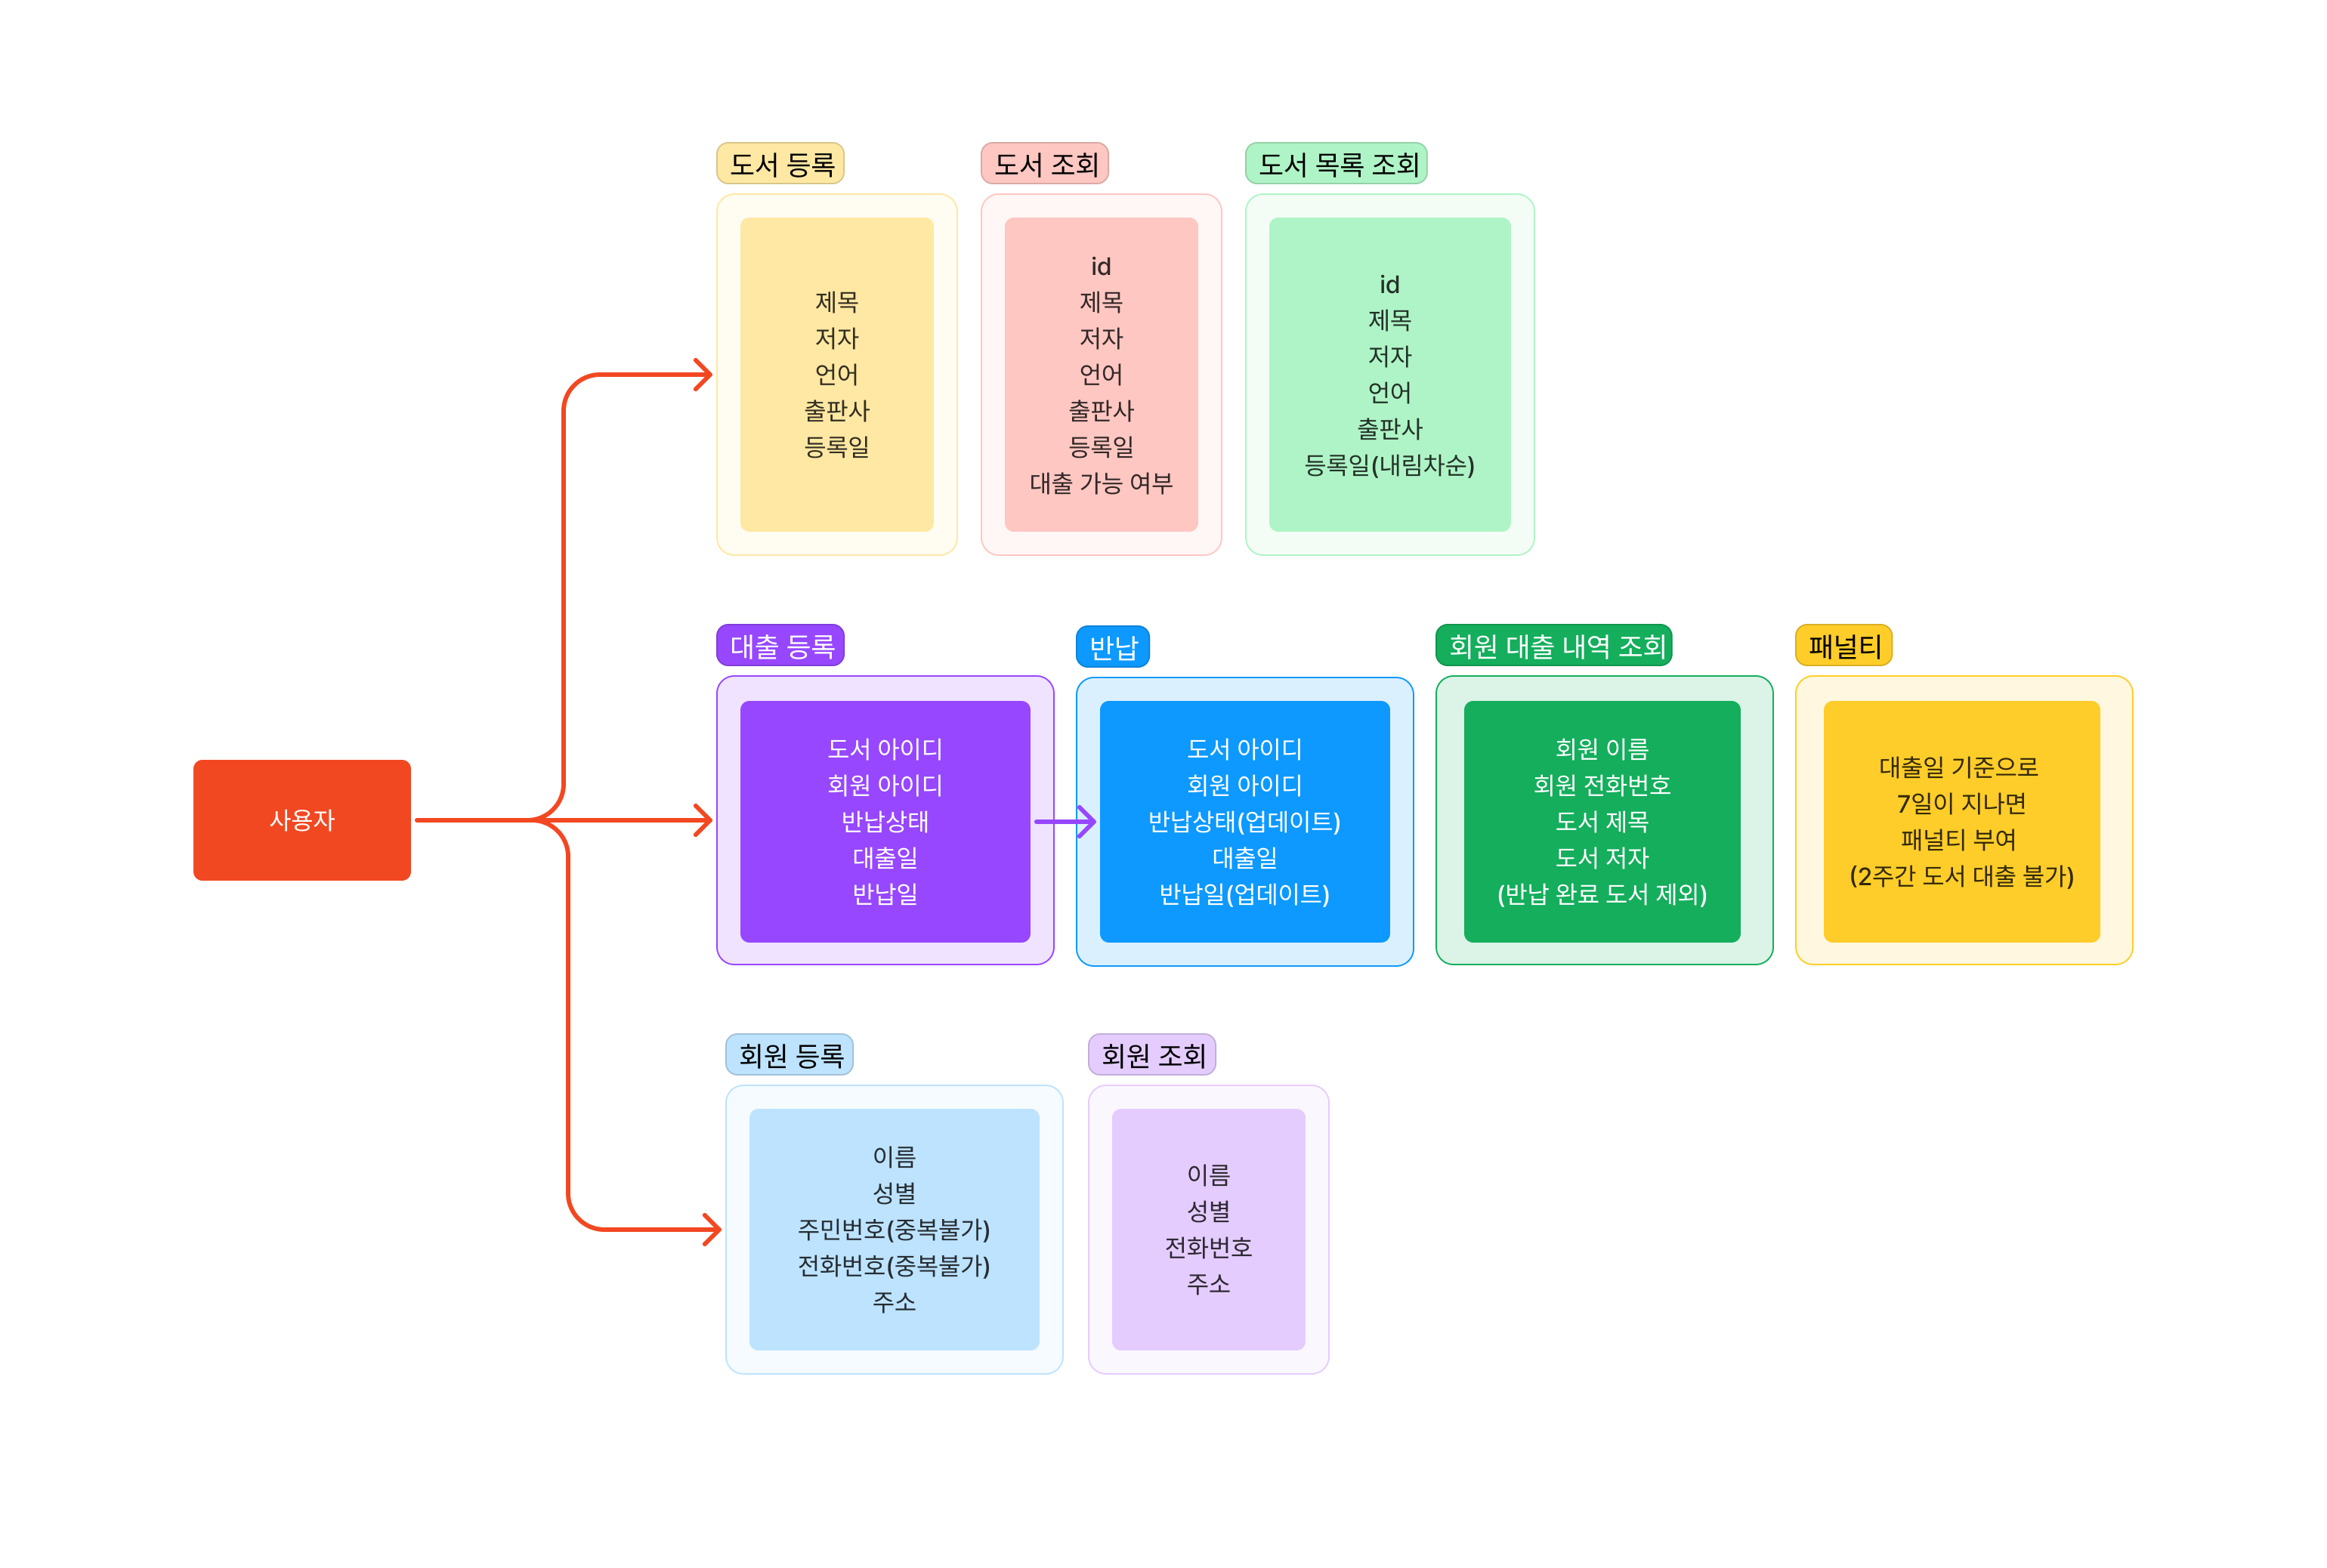 도서 등록
제목
저자
언어
출판사
등록일
도서 조회
id
제목
저자
언어
출판사
등록일
대출 가능 여부
도서 목록 조회
id
제목
저자
언어
출판사
등록일(내림차순)
사용자
대출 등록
도서 아이디
회원 아이디
반납상태
대출일
반납일
반납
도서 아이디
회원 아이디
반납상태(업데이트)
대출일
반납일(업데이트)
회원 대출 내역 조회
회원 이름
회원 전화번호
도서 제목
도서 저자
(반납 완료 도서 제외)
패널티
대출일 기준으로
7일이 지나면
패널티 부여
(2주간 도서 대출 불가)
회원 등록
이름
성별
주민번호(중복불가)
전화번호(중복불가)
주소
회원 조회
이름
성별
전화번호
주소